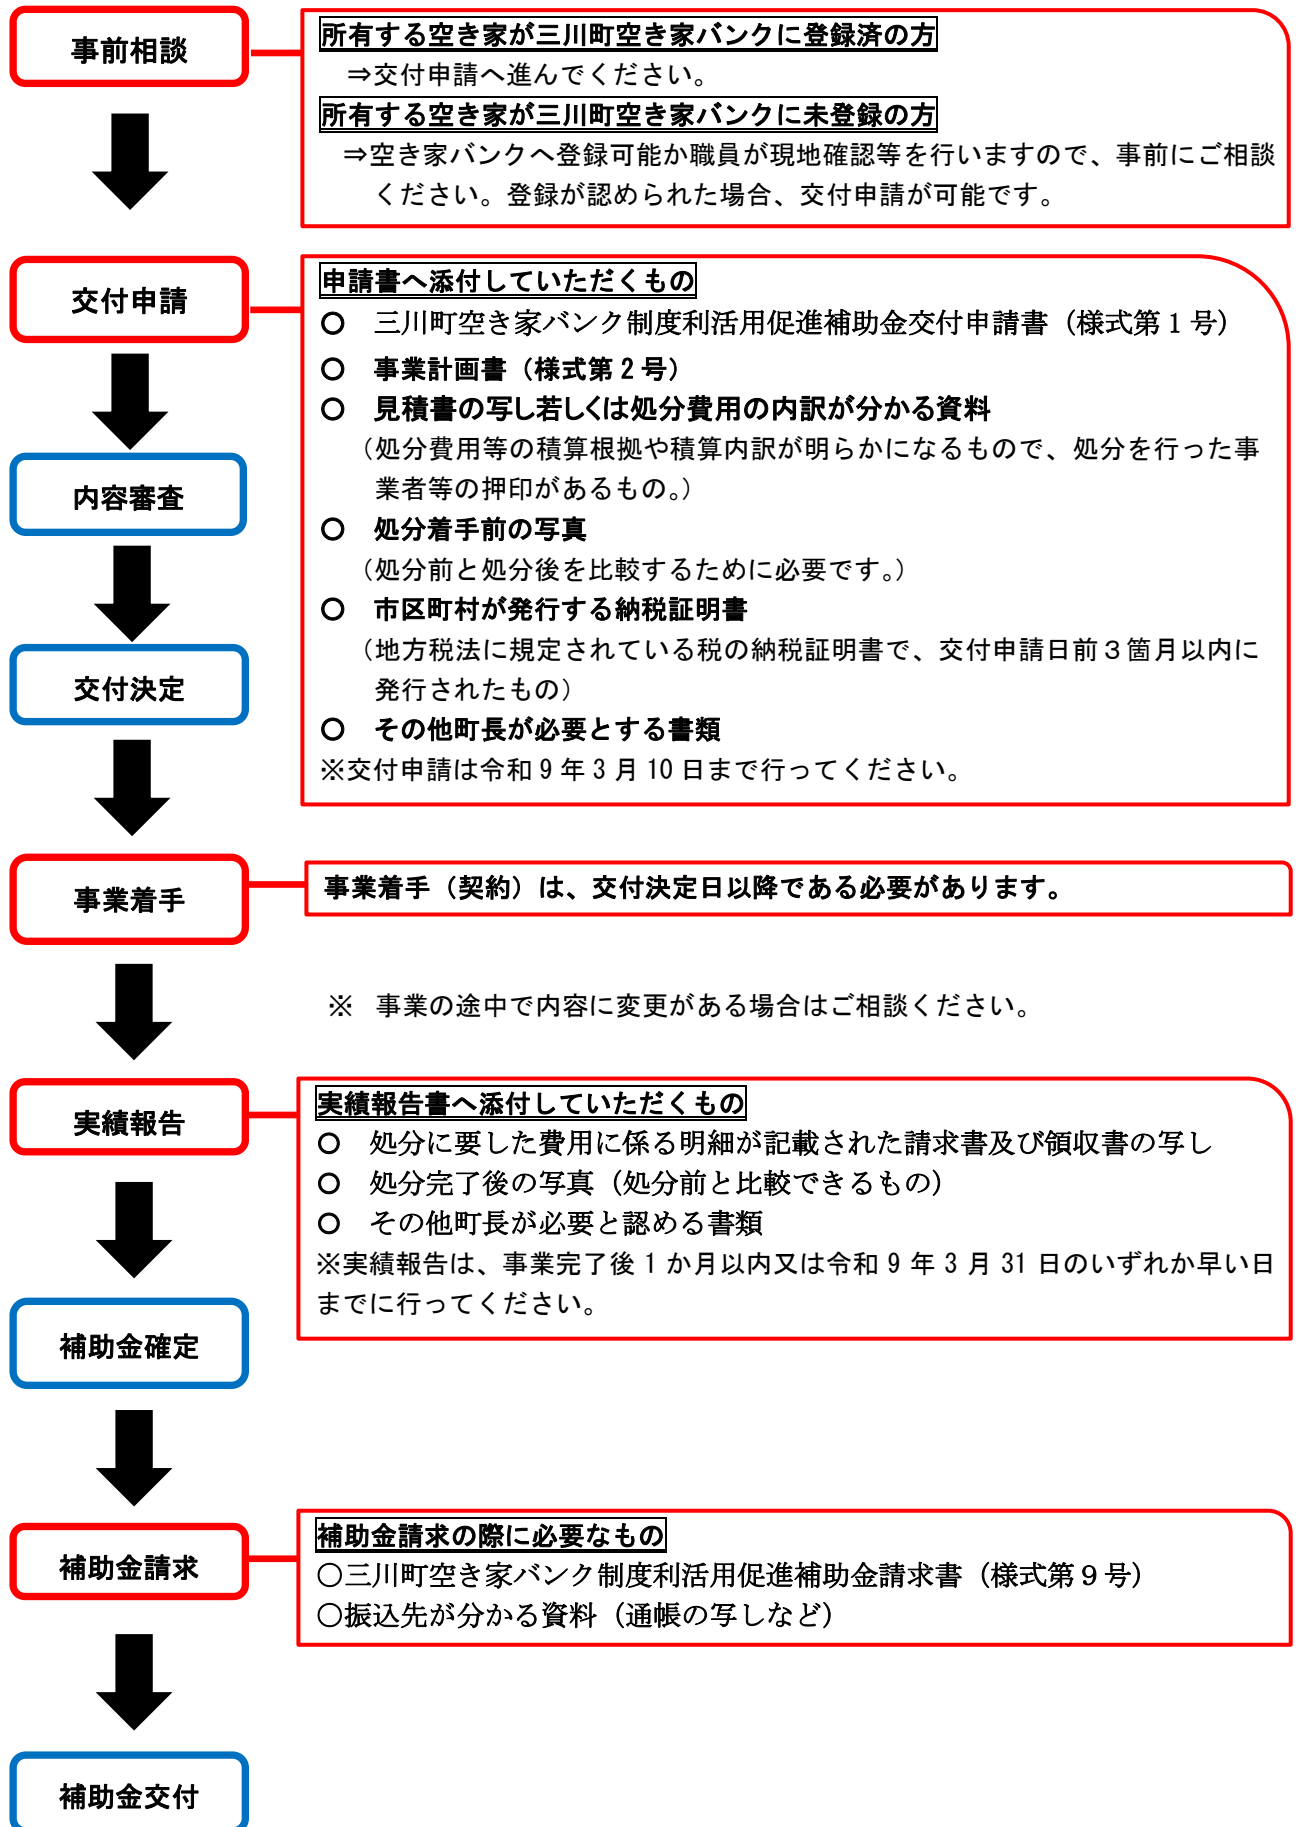 事前相談
所有する空き家が三川町空き家バンクに登録済の方
⇒交付申請へ進んでください。
所有する空き家が三川町空き家バンクに未登録の方
⇒空き家バンクへ登録可能か職員が現地確認等を行いますので、事前にご相談
ください。登録が認められた場合、交付申請が可能です。
交付申請
申請書へ添付していただくもの
○ 三川町空き家バンク制度利活用促進補助金交付申請書（様式第１号）
○ 事業計画書（様式第２号）
○ 見積書の写し若しくは処分費用の内訳が分かる資料
（処分費用等の積算根拠や積算内訳が明らかになるもので、処分を行った事
業者等の押印があるもの。）
○ 処分着手前の写真
（処分前と処分後を比較するために必要です。）
○ 市区町村が発行する納税証明書
（地方税法に規定されている税の納税証明書で、交付申請日前３箇月以内に
発行されたもの）
○ その他町長が必要とする書類
※交付申請は令和９年３月10日まで行ってください。
内容審査
交付決定
事業着手
事業着手（契約）は、交付決定日以降である必要があります。
※ 事業の途中で内容に変更がある場合はご相談ください。
実績報告
実績報告書へ添付していただくもの
○ 処分に要した費用に係る明細が記載された請求書及び領収書の写し
○ 処分完了後の写真（処分前と比較できるもの）
○ その他町長が必要と認める書類
※実績報告は、事業完了後１か月以内又は令和９年３月31日のいずれか早い日
までに行ってください。
補助金確定
補助金請求
補助金請求の際に必要なもの
○三川町空き家バンク制度利活用促進補助金請求書（様式第９号）
○振込先が分かる資料（通帳の写しなど）
補助金交付